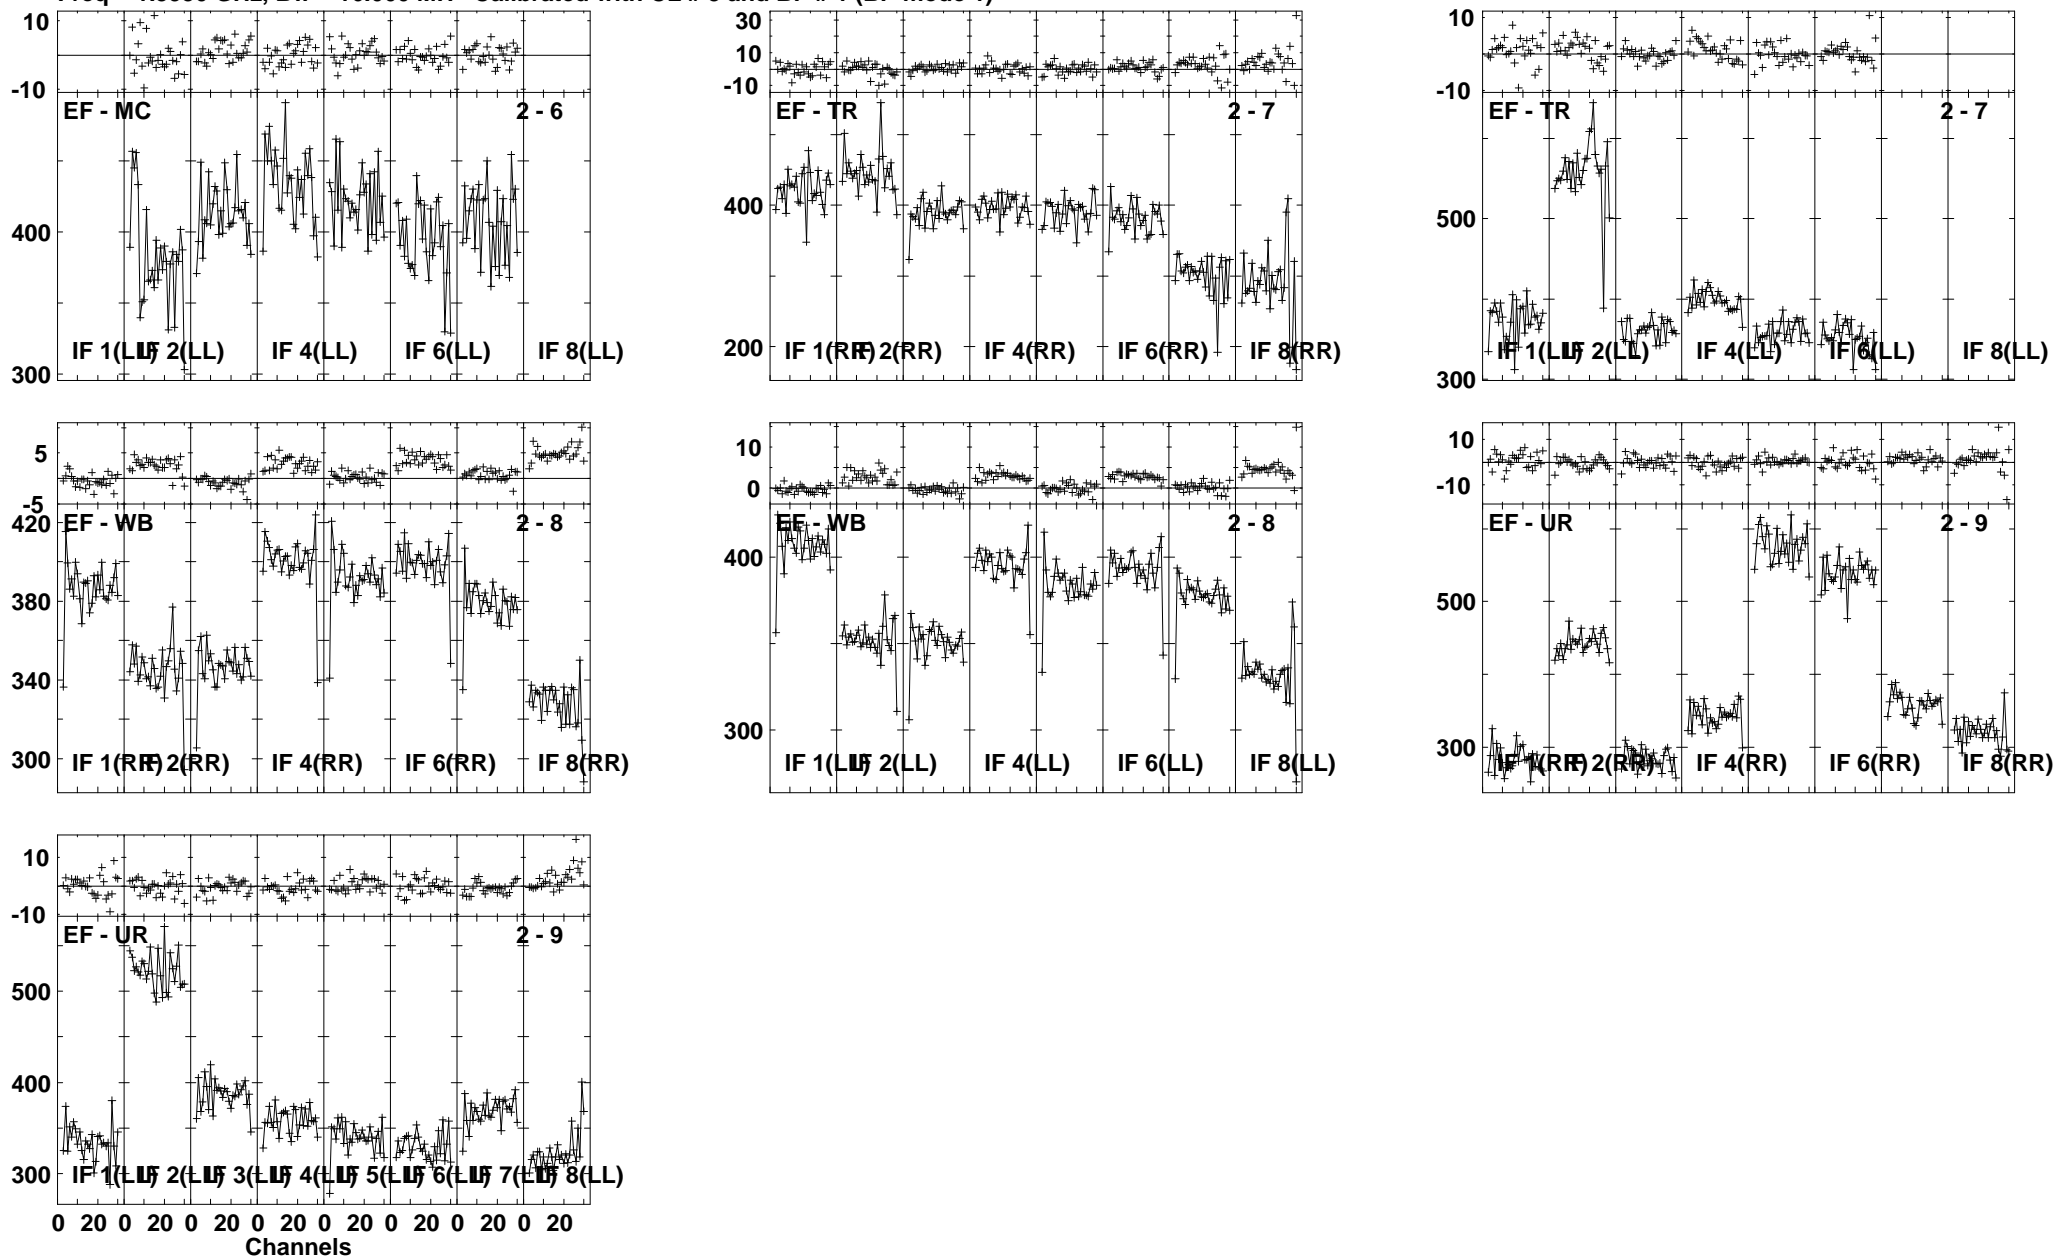 10
-10
EF - MC 2 - 6
400
300
IF 1(LL) IF 2(LL) IF 4(LL) IF 6(LL) IF 8(LL)
30
10
-10
EF - TR 2 - 7
400
200
IF 1(RR) IF 2(RR) IF 4(RR) IF 6(RR) IF 8(RR)
10
-10
EF - TR 2 - 7
500
300
IF 1(LL) IF 2(LL) IF 4(LL) IF 6(LL) IF 8(LL)
5
-5
EF - WB 2 - 8
420
380
340
300
IF 1(RR) IF 2(RR) IF 4(RR) IF 6(RR) IF 8(RR)
10
0
EF - WB 2 - 8
400
300
IF 1(LL) IF 2(LL) IF 4(LL) IF 6(LL) IF 8(LL)
10
-10
EF - UR 2 - 9
500
300
IF 1(RR) IF 2(RR) IF 4(RR) IF 6(RR) IF 8(RR)
10
-10
EF - UR 2 - 9
500
400
300
IF 1(LL) IF 2(LL) IF 3(LL) IF 4(LL) IF 5(LL) IF 6(LL) IF 7(LL) IF 8(LL)
0 20 0 20 0 20 0 20 0 20 0 20 0 20 0 20
Channels